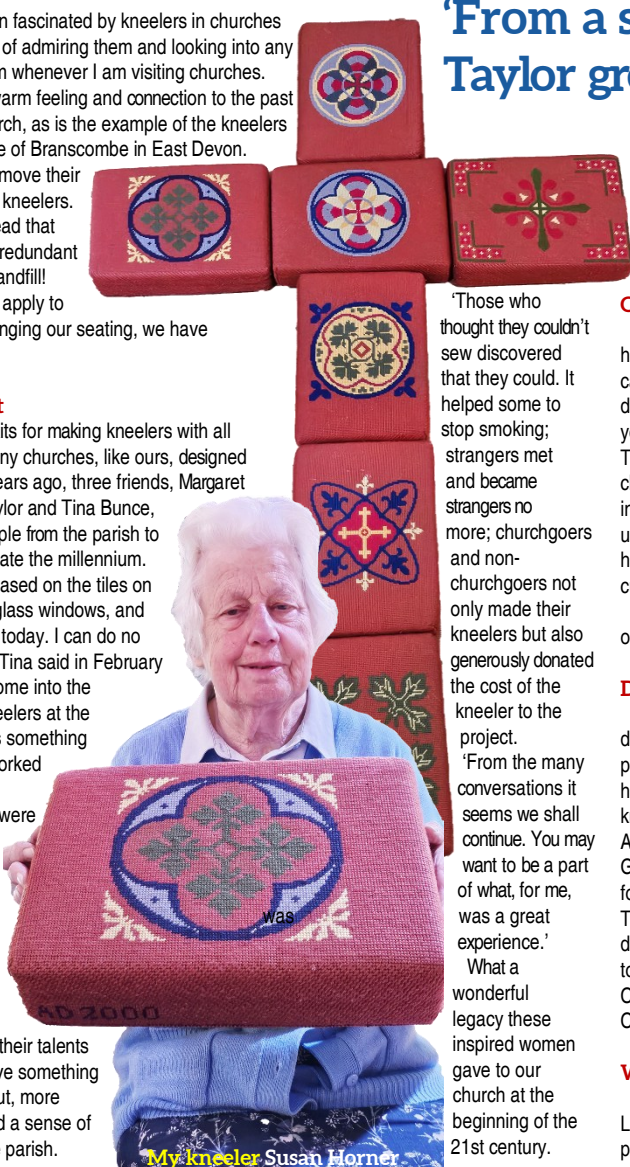 'From a s
Taylor gro
n fascinated by kneelers in churches
of admiring them and looking into any
m whenever I am visiting churches.
varm feeling and connection to the past
rch, as is the example of the kneelers
e of Branscombe in East Devon.
move their
kneelers.
ead that
redundant
andfill!
apply to
nging our seating, we have
t
its for making kneelers with all
ny churches, like ours, designed
ears ago, three friends, Margaret
ylor and Tina Bunce,
ple from the parish to
ate the millennium.
ased on the tiles on
glass windows, and
today. I can do no
Tina said in February
ome into the
eelers at the
s something
orked
were
was
AD 2000
their talents
ve something
ut, more
d a sense of
parish.
My kneeler Susan Horner
'Those who
thought they couldn't
sew discovered
that they could. It
helped some to
stop smoking;
strangers met
and became
strangers no
more; churchgoers
and non-
churchgoers not
only made their
kneelers but also
generously donated
the cost of the
kneeler to the
project.
'From the many
conversations it
seems we shall
continue. You may
want to be a part
of what, for me,
was a great
experience.'
What a
wonderful
legacy these
inspired women
gave to our
church at the
beginning of the
21st century.